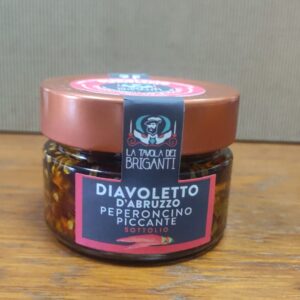 LA TAVOLA DEI
BRIGANTI
DIAVOLETTO
D'ABRUZZO
PEPERONCINO
PICCANTE
SOTTOLIO